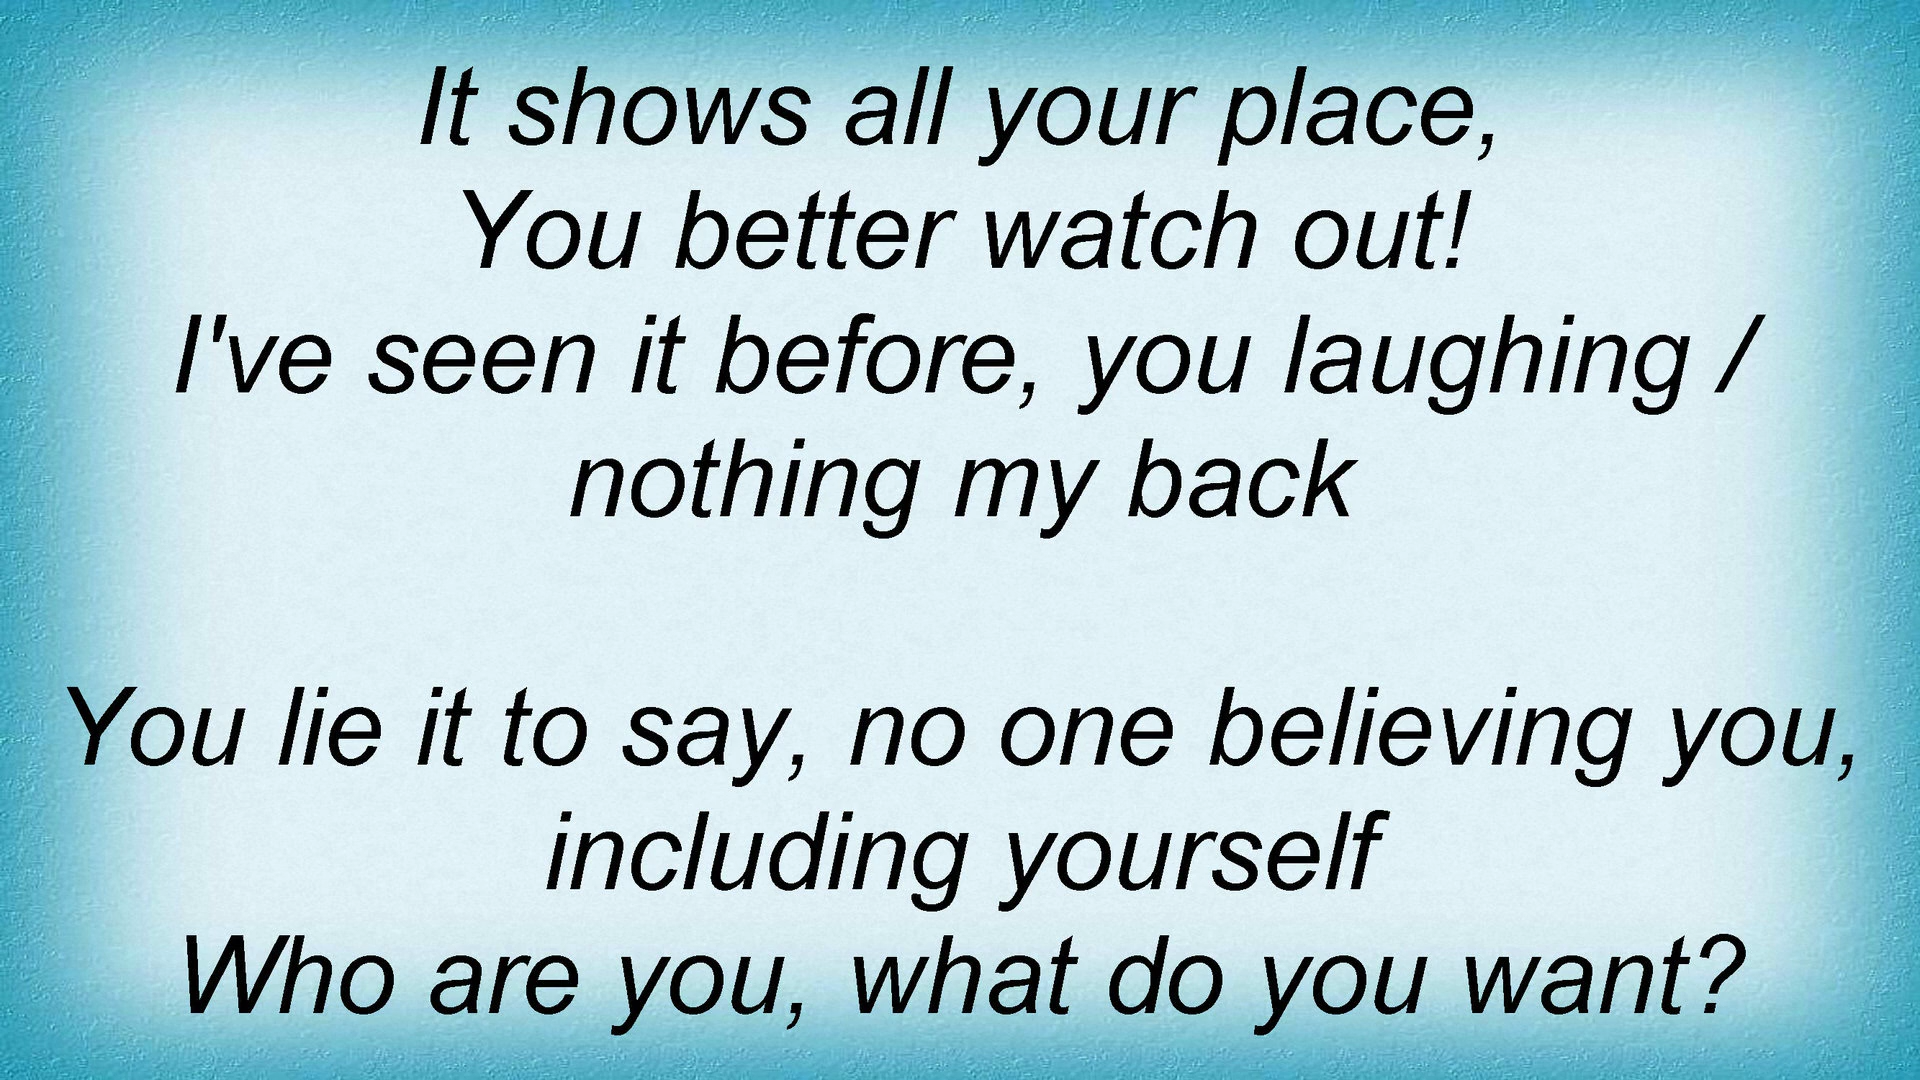 It shows all your place,
You better watch out!
I've seen it before, you laughing /
nothing my back
You lie it to say, no one believing you,
including yourself
Who are you, what do you want?